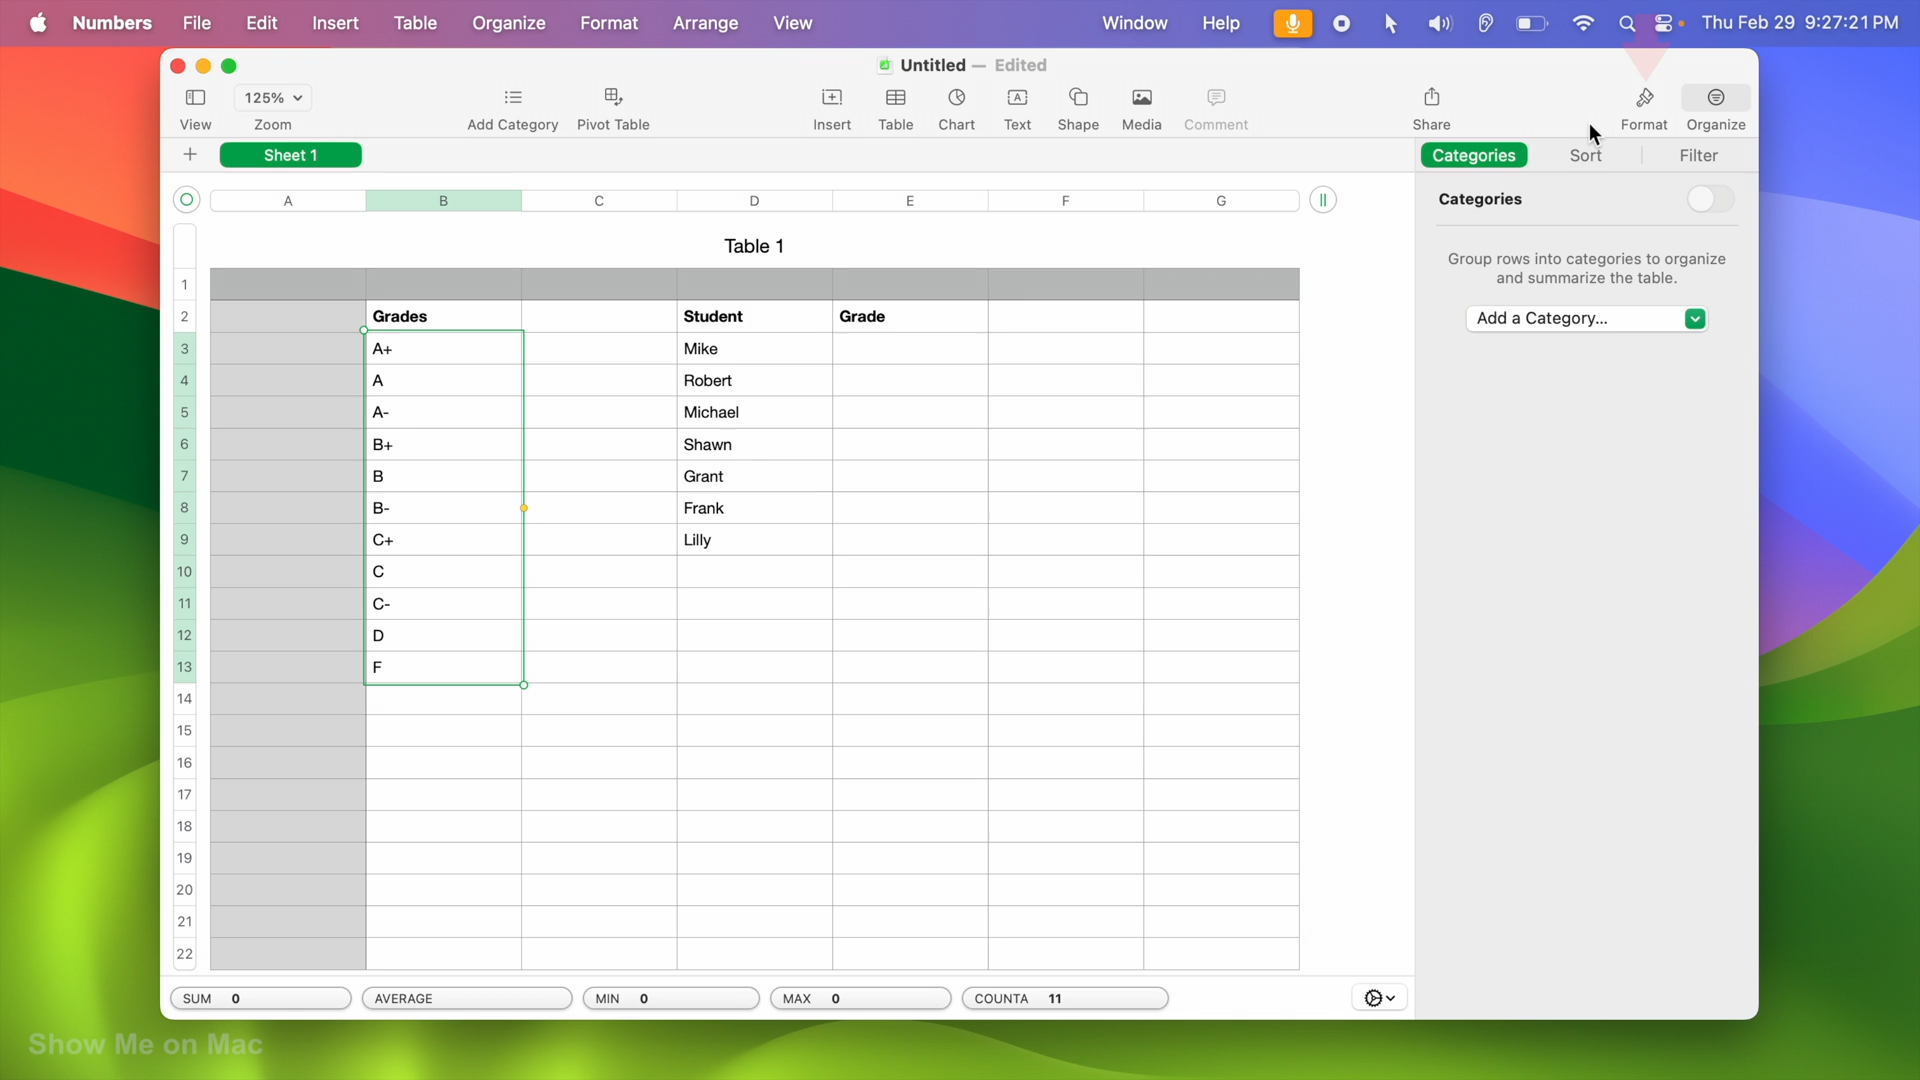 Numbers File Edit Insert Table Organize Format Arrange View Window Help Thu Feb 29 9:27:21 PM
Untitled — Edited
125%
View Zoom Add Category Pivot Table Insert Table Chart Text Shape Media Comment Share Format Organize
Sheet 1
Categories Sort Filter
A B C D E F G
Categories
Group rows into categories to organize
and summarize the table.
Add a Category...
Table 1
1
2 Grades Student Grade
3 A+ Mike
4 A Robert
5 A- Michael
6 B+ Shawn
7 B Grant
8 B- Frank
9 C+ Lilly
10 C
11 C-
12 D
13 F
14
15
16
17
18
19
20
21
22
SUM 0 AVERAGE MIN 0 MAX 0 COUNTA 11
Show Me on Mac